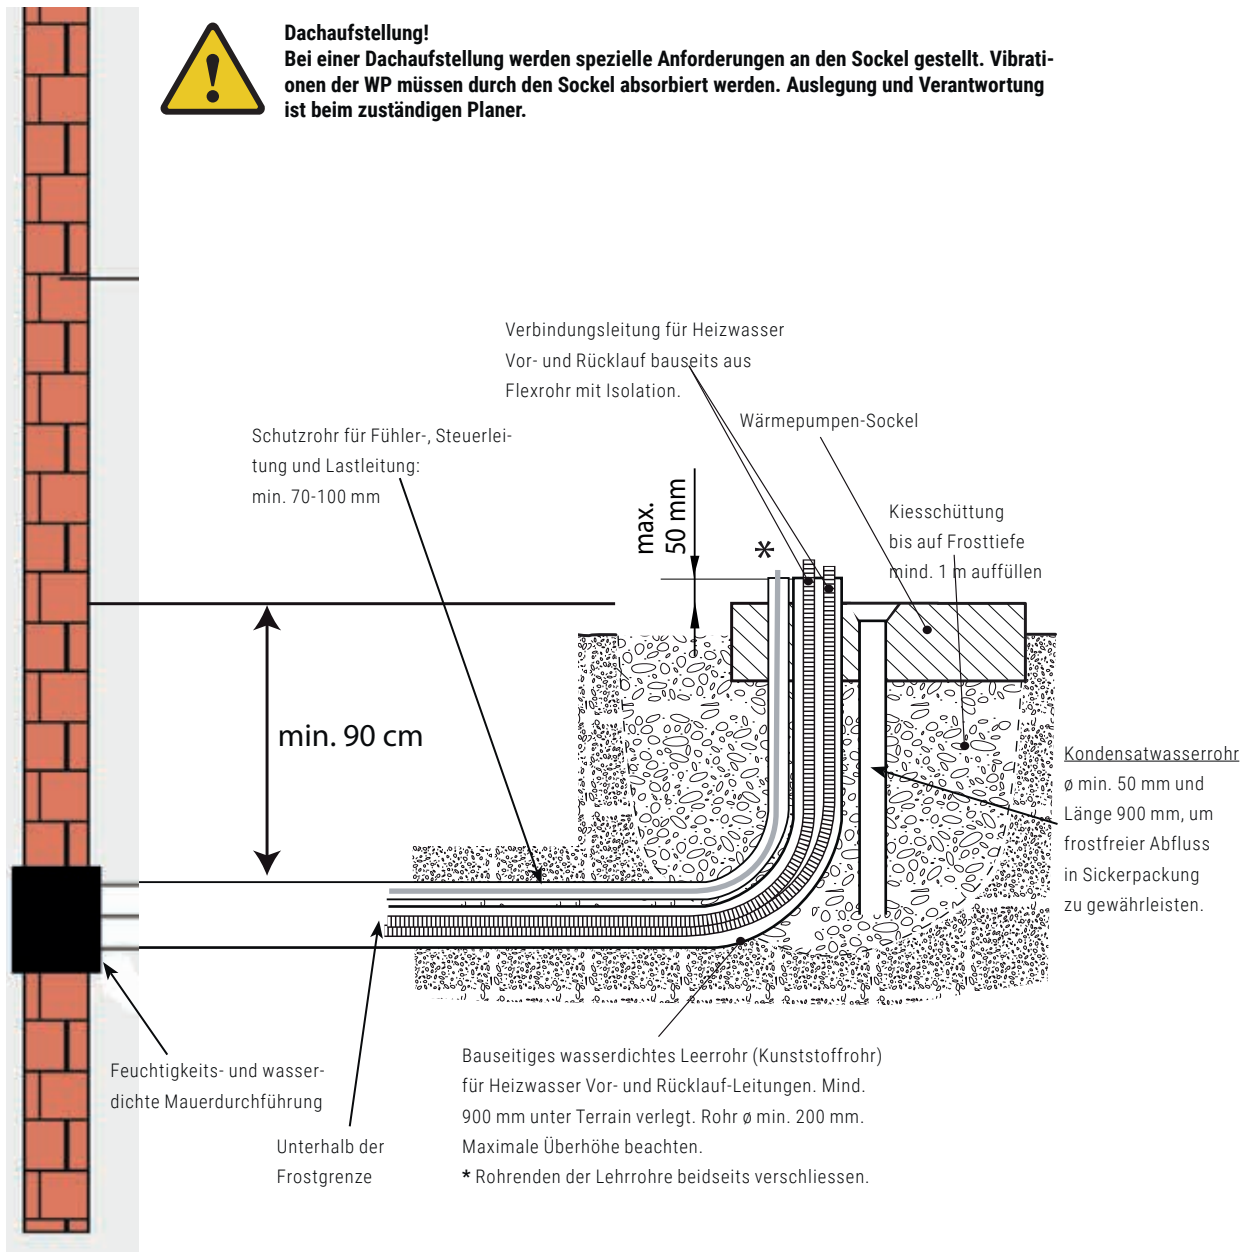 Dachaufstellung!
Bei einer Dachaufstellung werden spezielle Anforderungen an den Sockel gestellt. Vibrati-
onen der WP müssen durch den Sockel absorbiert werden. Auslegung und Verantwortung
ist beim zuständigen Planer.
Verbindungsleitung für Heizwasser
Vor- und Rücklauf bauseits aus
Flexrohr mit Isolation.
Wärmepumpen-Sockel
Schutzrohr für Fühler-, Steuerlei-
tung und Lastleitung:
min. 70-100 mm
max.
50 mm
*
Kiesschüttung
bis auf Frosttiefe
mind. 1 m auffüllen
min. 90 cm
Kondensatwasserrohr
ø min. 50 mm und
Länge 900 mm, um
frostfreier Abfluss
in Sickerpackung
zu gewährleisten.
Feuchtigkeits- und wasser-
dichte Mauerdurchführung
Unterhalb der
Frostgrenze
Bauseitiges wasserdichtes Leerrohr (Kunststoffrohr)
für Heizwasser Vor- und Rücklauf-Leitungen. Mind.
900 mm unter Terrain verlegt. Rohr ø min. 200 mm.
Maximale Überhöhe beachten.
* Rohrenden der Lehrrohre beidseits verschliessen.